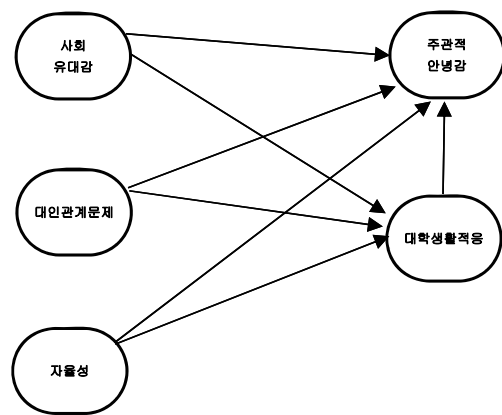 사회
유대감
주관적
안녕감
대인관계문제
대학생활적응
자율성